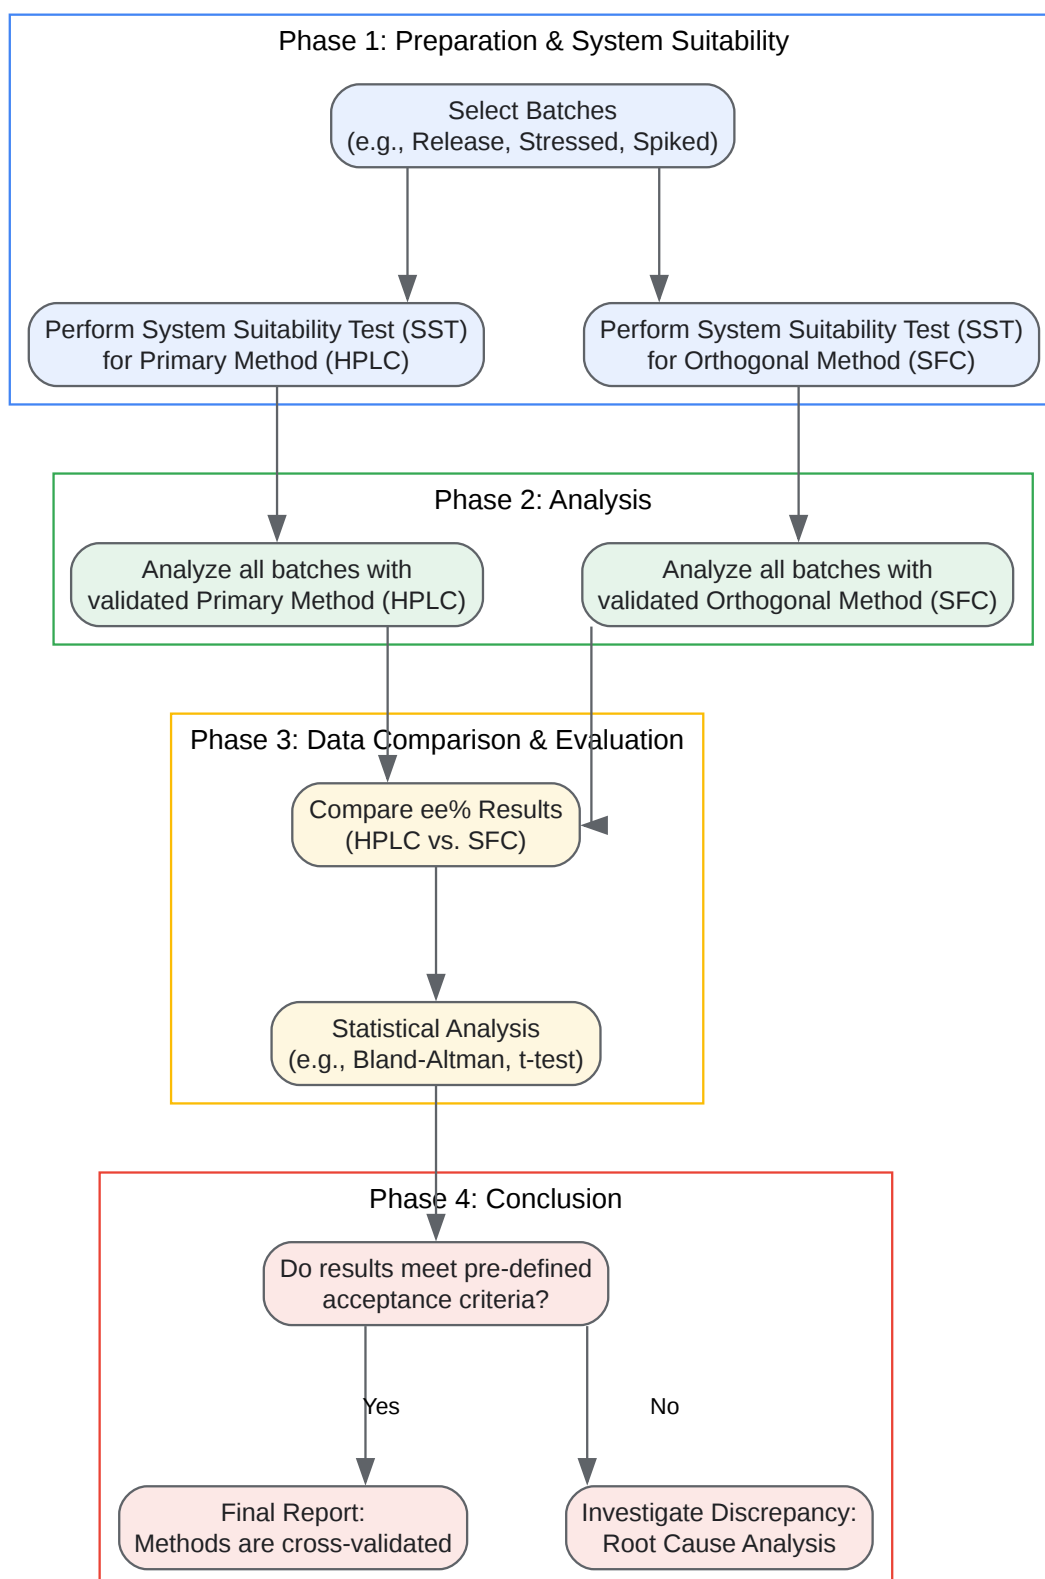 Phase 1: Preparation & System Suitability
Select Batches
(e.g., Release, Stressed, Spiked)
Perform System Suitability Test (SST)
for Primary Method (HPLC)
Perform System Suitability Test (SST)
for Orthogonal Method (SFC)
Phase 2: Analysis
Analyze all batches with
validated Primary Method (HPLC)
Analyze all batches with
validated Orthogonal Method (SFC)
Phase 3: Data Comparison & Evaluation
Compare ee% Results
(HPLC vs. SFC)
Statistical Analysis
(e.g., Bland-Altman, t-test)
Phase 4: Conclusion
Do results meet pre-defined
acceptance criteria?
Yes
No
Final Report:
Methods are cross-validated
Investigate Discrepancy:
Root Cause Analysis